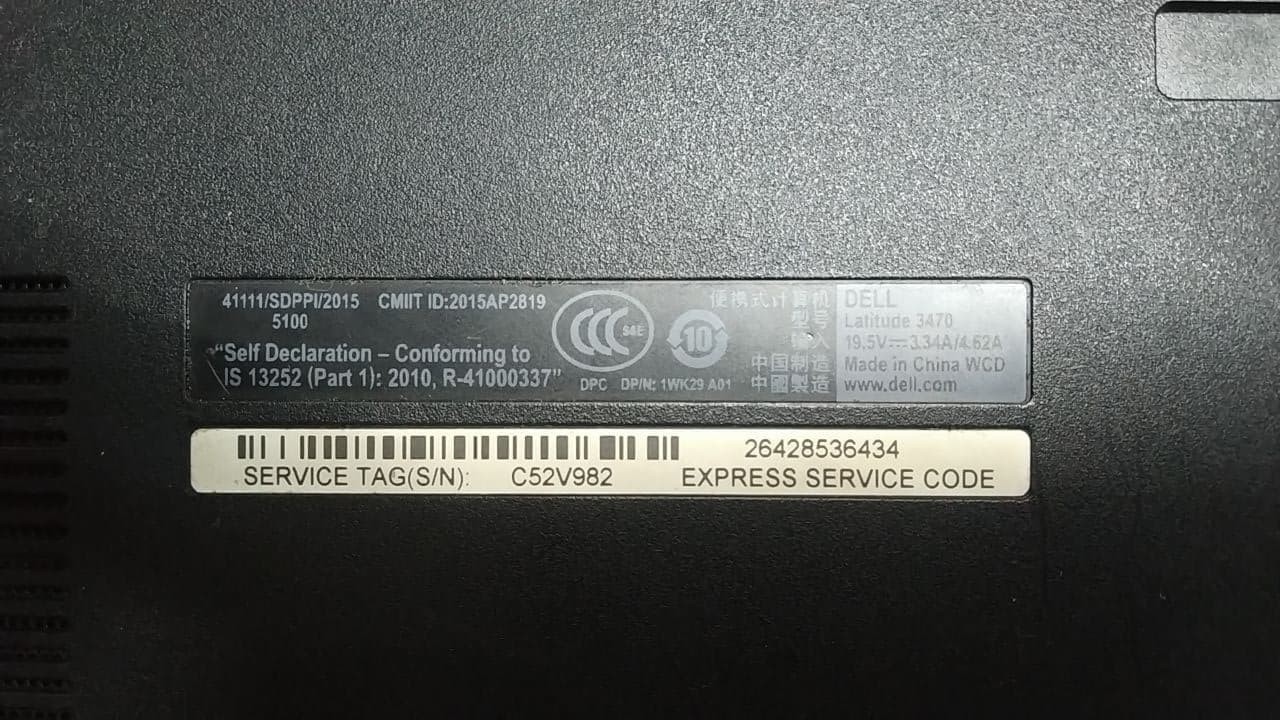 41111/SDPPI/2015 CMIIT ID:2015AP2819
5100
"Self Declaration – Conforming to
IS 13252 (Part 1): 2010, R-41000337"
CCC S&E
10
DPC DP/N: 1WK29 A01
便携式计算机 DELL
型号 Latitude 3470
输入 19.5V⎓3.34A/4.62A
中国制造 Made in China WCD
中國製造 www.dell.com
26428536434
SERVICE TAG(S/N): C52V982 EXPRESS SERVICE CODE